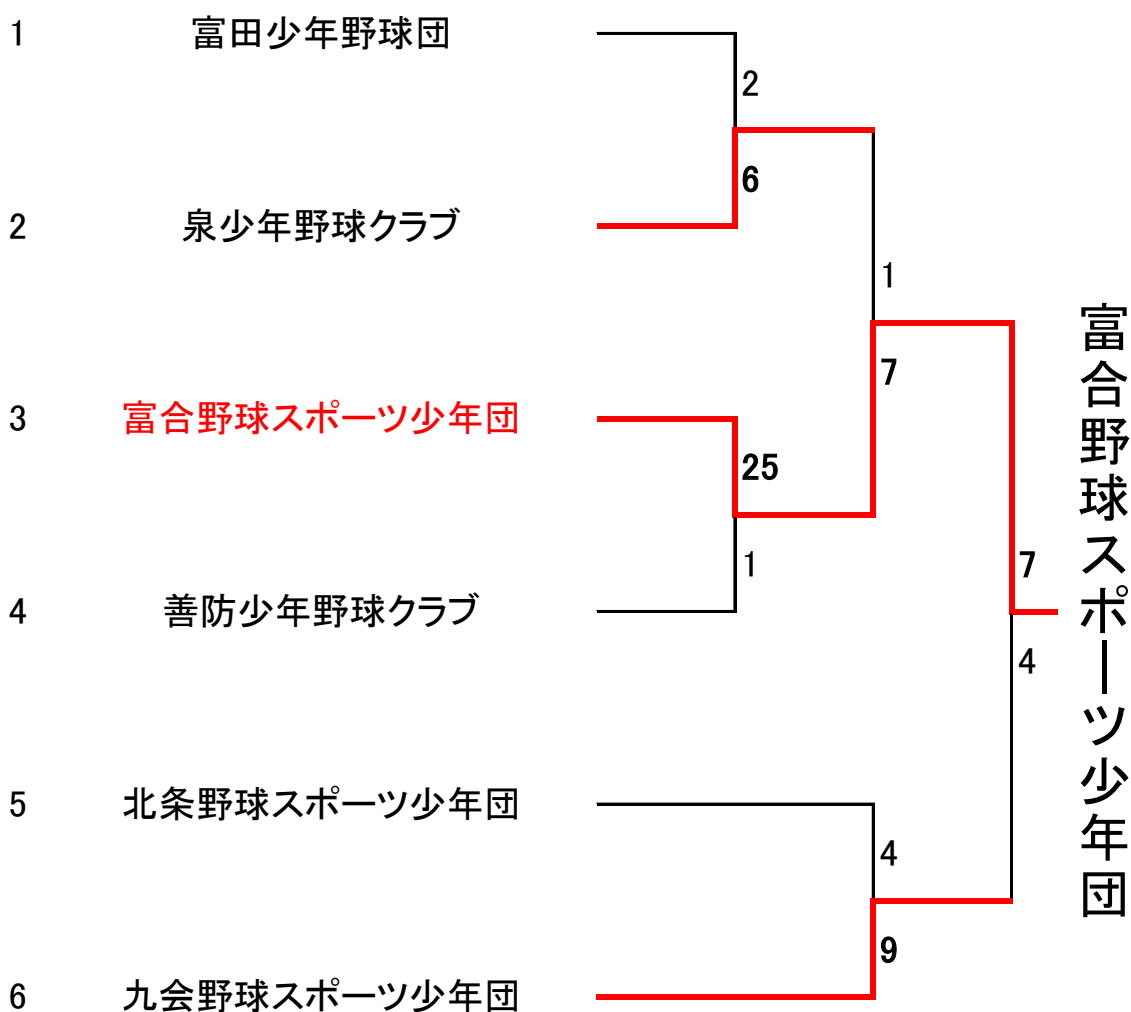 1 富田少年野球団
2
6
2 泉少年野球クラブ
1
7
3 富合野球スポーツ少年団
25
1
4 善防少年野球クラブ
7
4
富合野球スポーツ少年団
5 北条野球スポーツ少年団
4
9
6 九会野球スポーツ少年団